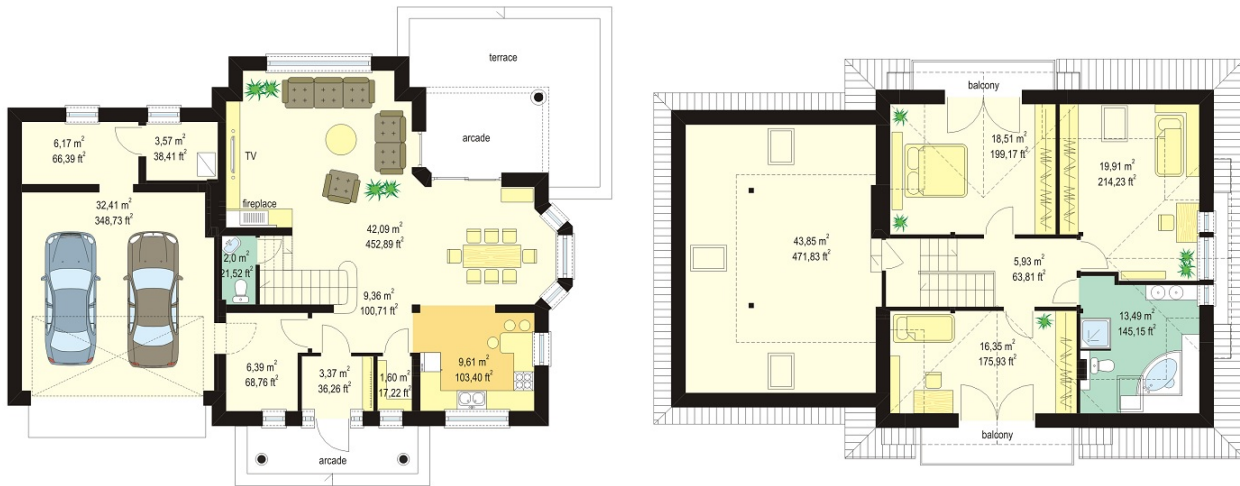 terrace
arcade
6,17 m²
66,39 ft²
3,57 m²
38,41 ft²
TV
fireplace
32,41 m²
348,73 ft²
42,09 m²
452,89 ft²
2,0 m²
21,52 ft²
9,36 m²
100,71 ft²
6,39 m²
68,76 ft²
3,37 m²
36,26 ft²
1,60 m²
17,22 ft²
9,61 m²
103,40 ft²
arcade
balcony
18,51 m²
199,17 ft²
19,91 m²
214,23 ft²
43,85 m²
471,83 ft²
5,93 m²
63,81 ft²
13,49 m²
145,15 ft²
16,35 m²
175,93 ft²
balcony